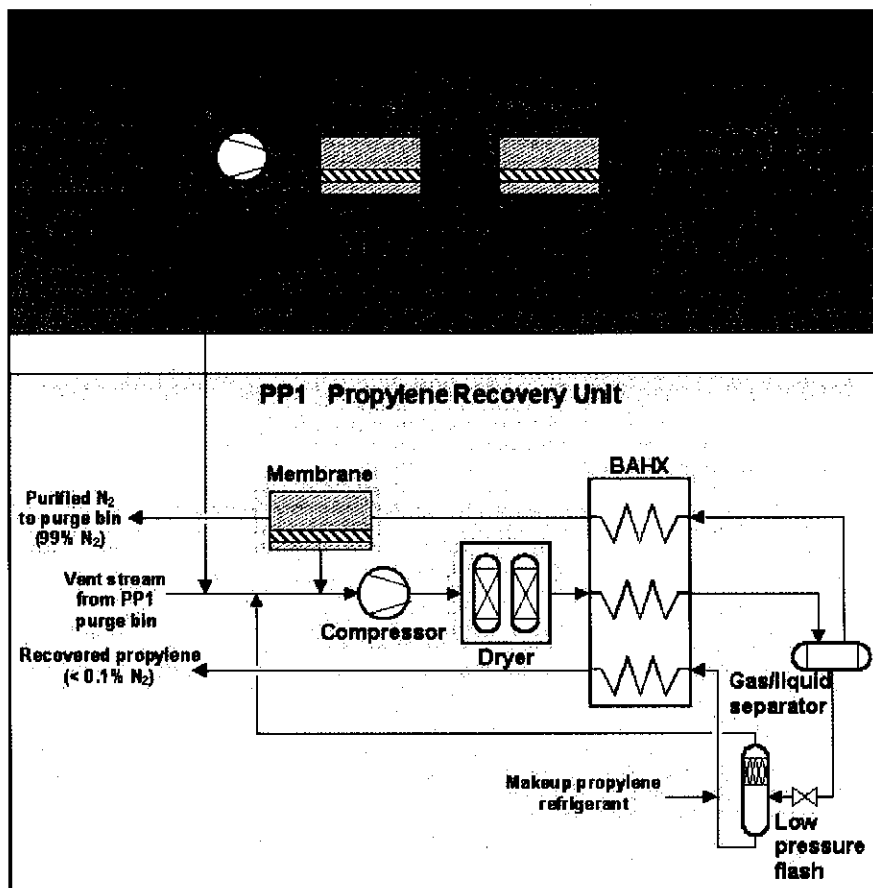 PP1 Propylene Recovery Unit
Membrane
BAHX
Purified N₂
to purge bin
(99% N₂)
Vent stream
from PP1
purge bin
Compressor
Dryer
Recovered propylene
(< 0.1% N₂)
Gas/liquid
separator
Makeup propylene
refrigerant
Low
pressure
flash